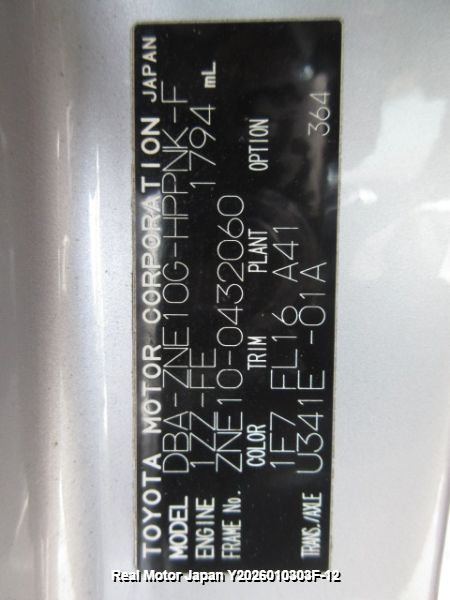 TOYOTA MOTOR CORPORATION JAPAN
MODEL DBA-ZNE10G-HPPNK-F
ENGINE 1ZZ-FE 1794 mL
FRAME No. ZNE10-0432060
COLOR TRIM PLANT OPTION
1F7 FL16 A41
TRANS./AXLE U341E-01A 364
Real Motor Japan Y2026010303F-12